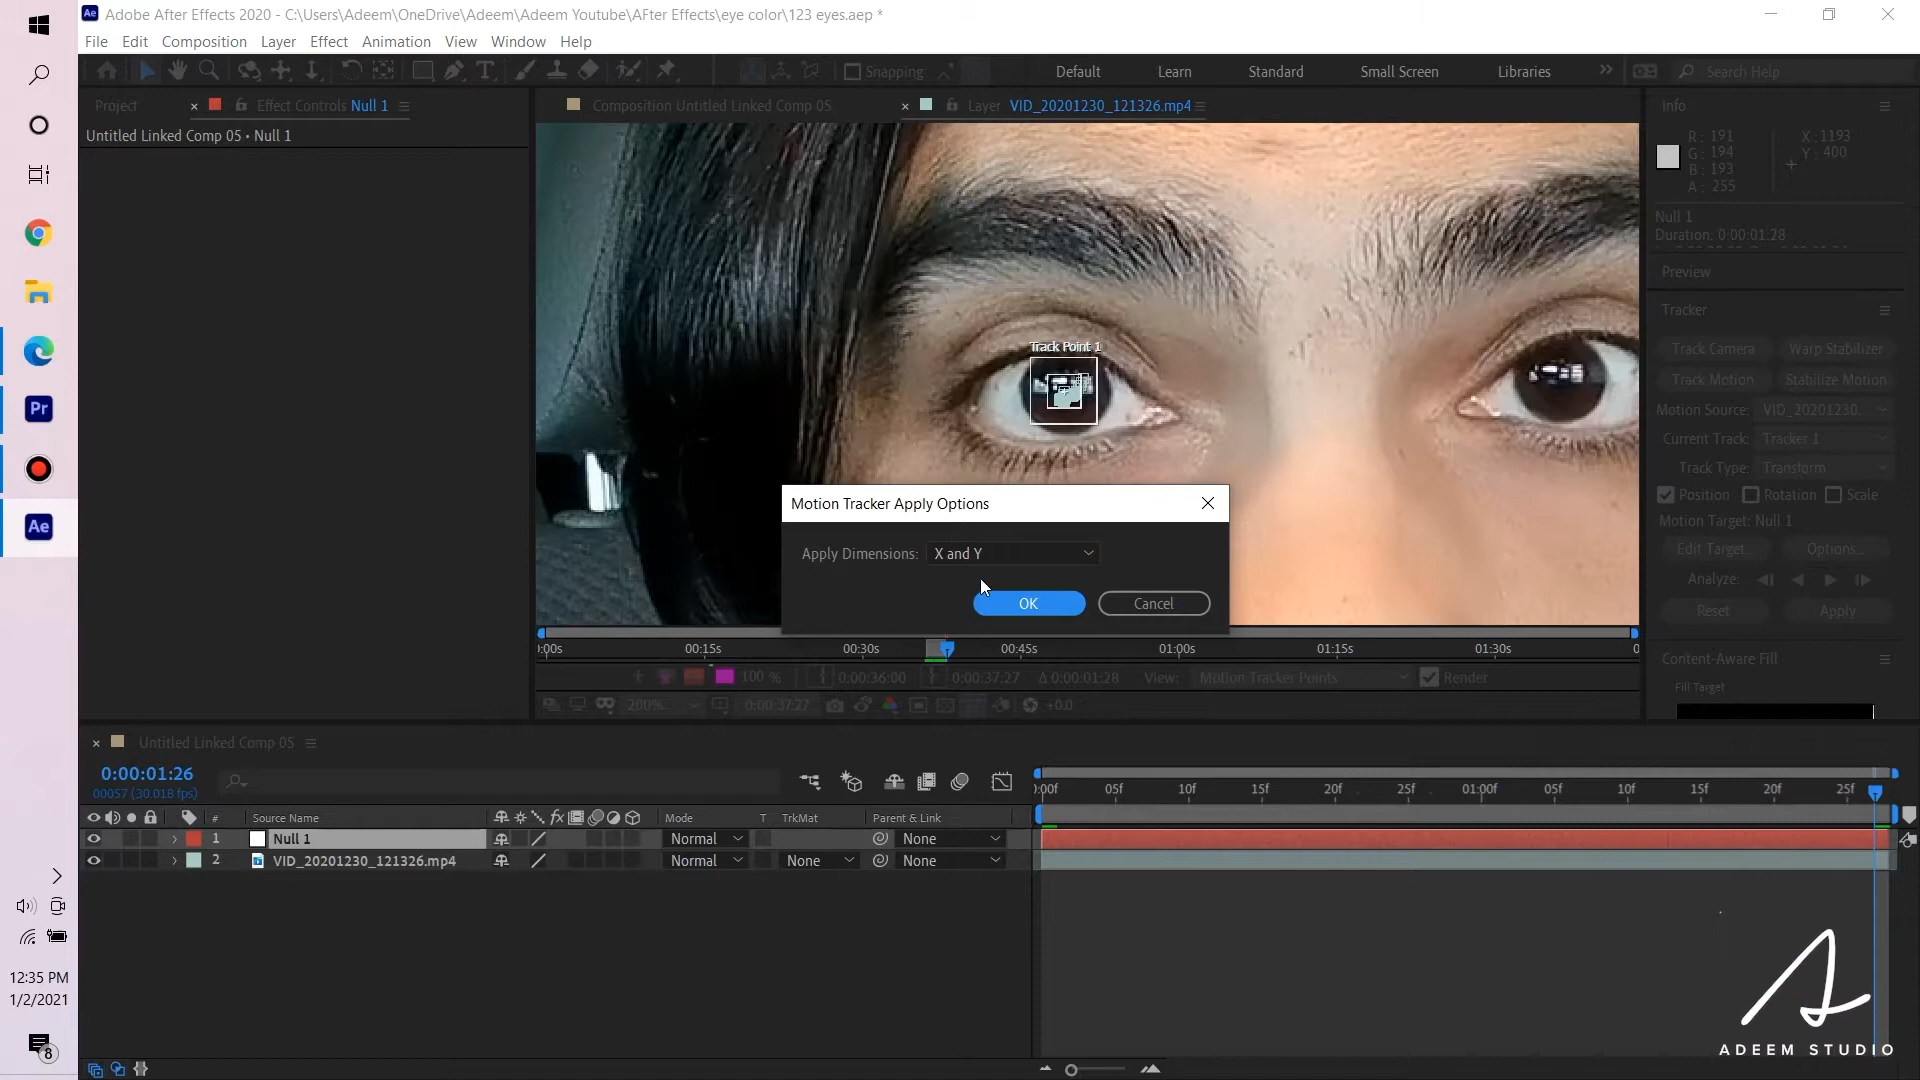 Adobe After Effects 2020 - C:\Users\Adeem\OneDrive\Adeem\Adeem Youtube\AFter Effects\eye color\123 eyes.aep *
File Edit Composition Layer Effect Animation View Window Help
Snapping Default Learn Standard Small Screen Libraries Search Help
Project Effect Controls Null 1
Composition Untitled Linked Comp 05 Layer VID_20201230_121326.mp4
Info
Untitled Linked Comp 05 • Null 1
R: 191 X: 1193
G: 194 Y: 400
B: 193
A: 255
Null 1
Duration: 0:00:01:28
Preview
Tracker
Track Camera Warp Stabilizer
Track Motion Stabilize Motion
Motion Source: VID_20201230...
Current Track: Tracker 1
Track Type: Transform
Position Rotation Scale
Motion Target: Null 1
Edit Target... Options...
Analyze:
Reset Apply
Content-Aware Fill
Fill Target
Track Point 1
Motion Tracker Apply Options
Apply Dimensions: X and Y
OK Cancel
:00s 00:15s 00:30s 00:45s 01:00s 01:15s 01:30s 0
100 % 0:00:36:00 0:00:37:27 Δ 0:00:01:28 View: Motion Tracker Points Render
200% 0:00:37:27 +0.0
Untitled Linked Comp 05
0:00:01:26
00057 (30.018 fps)
:00f 05f 10f 15f 20f 25f 01:00f 05f 10f 15f 20f 25f
# Source Name fx Mode T TrkMat Parent & Link
1 Null 1 Normal None
2 VID_20201230_121326.mp4 Normal None None
Pr
Ae
12:35 PM
1/2/2021
8
ADEEM STUDIO